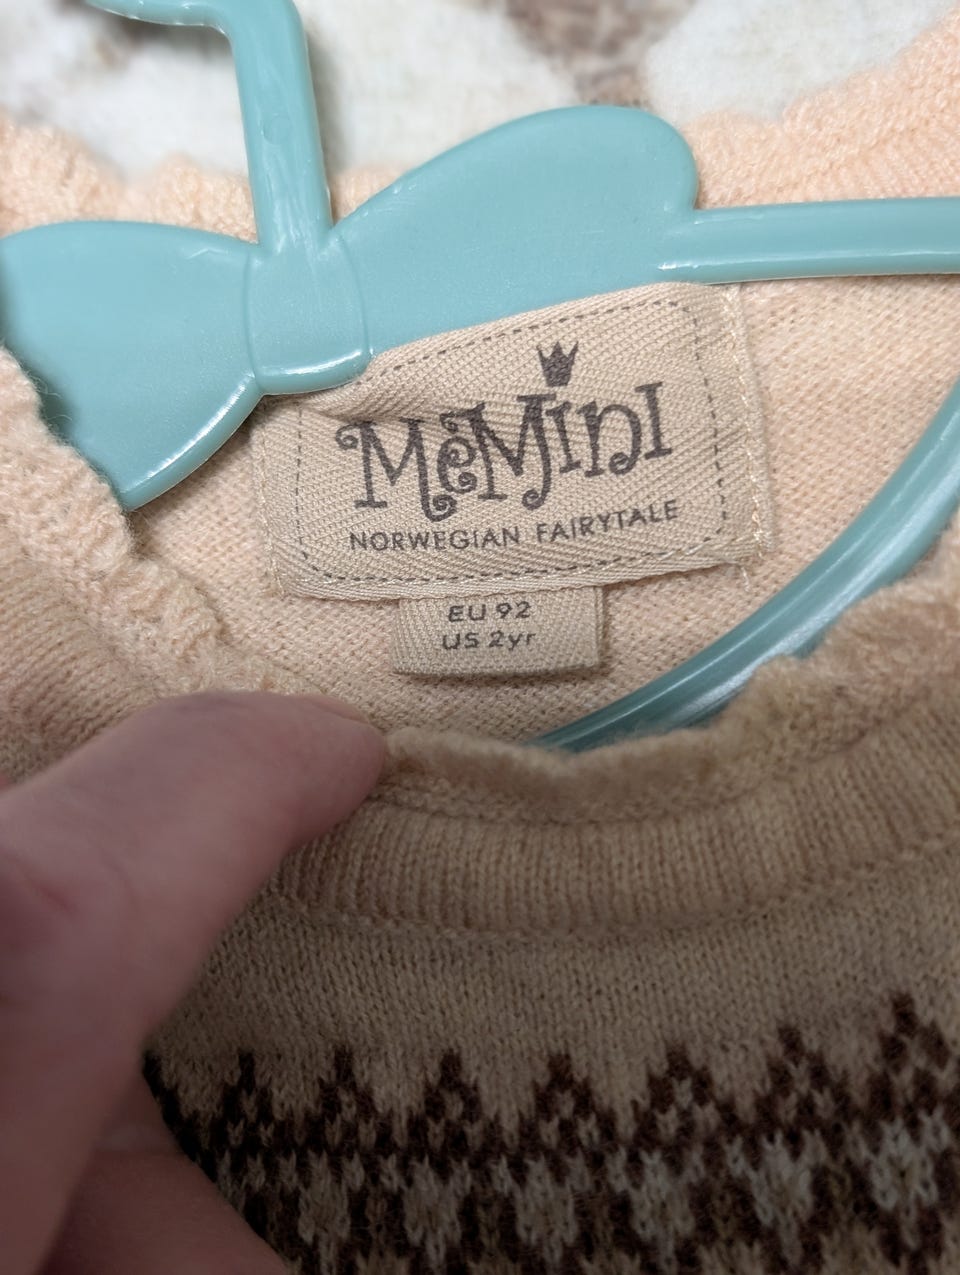 MeMini
NORWEGIAN FAIRYTALE
EU 92
US 2yr